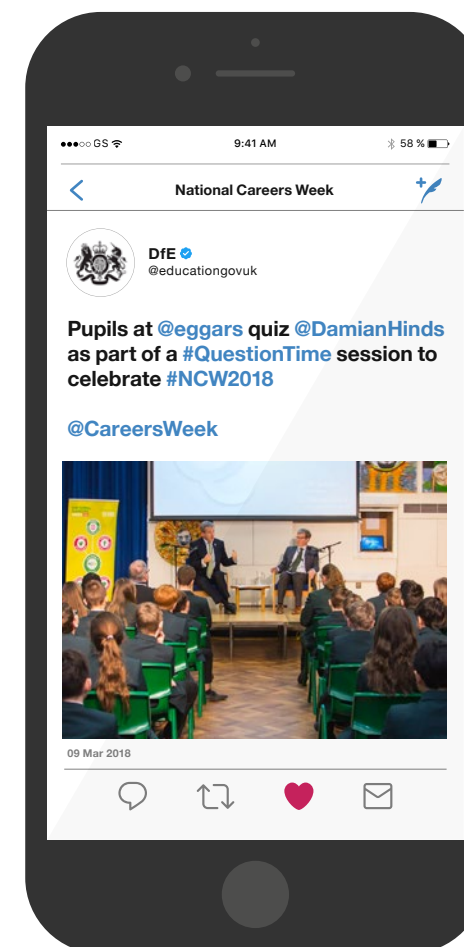 GS 9:41 AM 58 %
National Careers Week
DfE
@educationgovuk
Pupils at @eggars quiz @DamianHinds
as part of a #QuestionTime session to
celebrate #NCW2018
@CareersWeek
09 Mar 2018